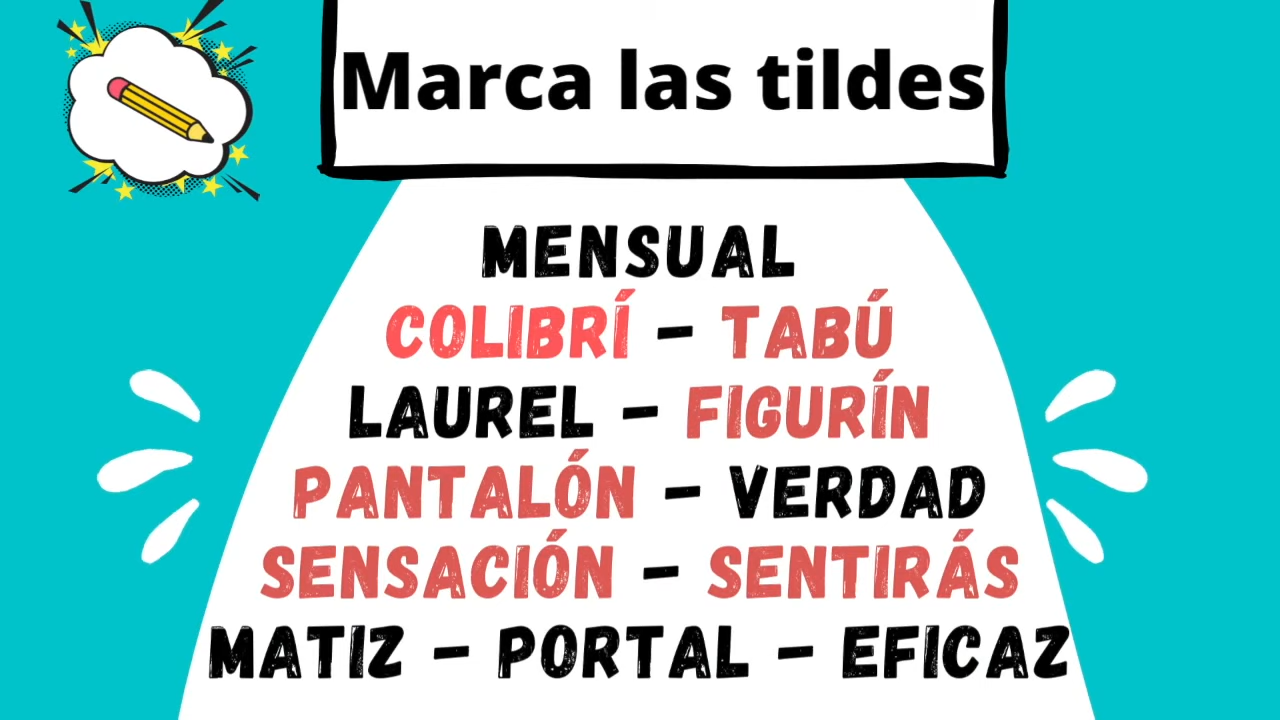 Marca las tildes
MENSUAL
COLIBRÍ - TABÚ
LAUREL - FIGURÍN
PANTALÓN - VERDAD
SENSACIÓN - SENTIRÁS
MATIZ - PORTAL - EFICAZ